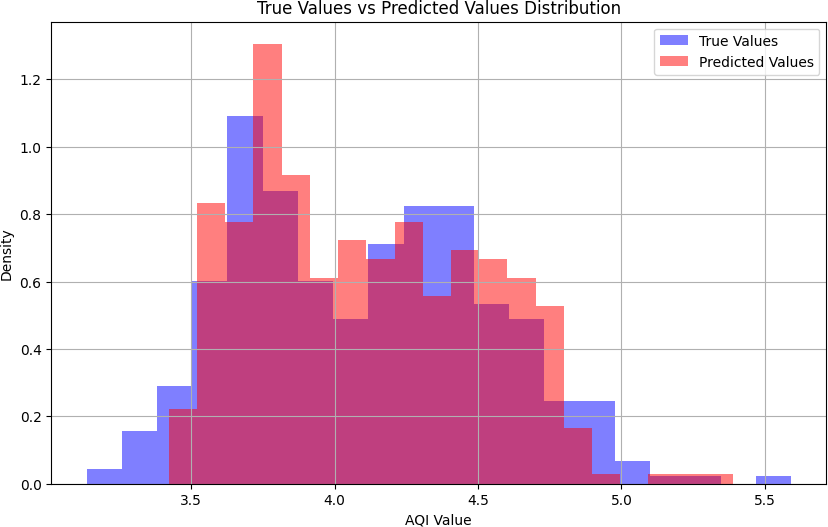 True Values vs Predicted Values Distribution
True Values
Predicted Values
Density
1.2
1.0
0.8
0.6
0.4
0.2
0.0
3.5 4.0 4.5 5.0 5.5
AQI Value